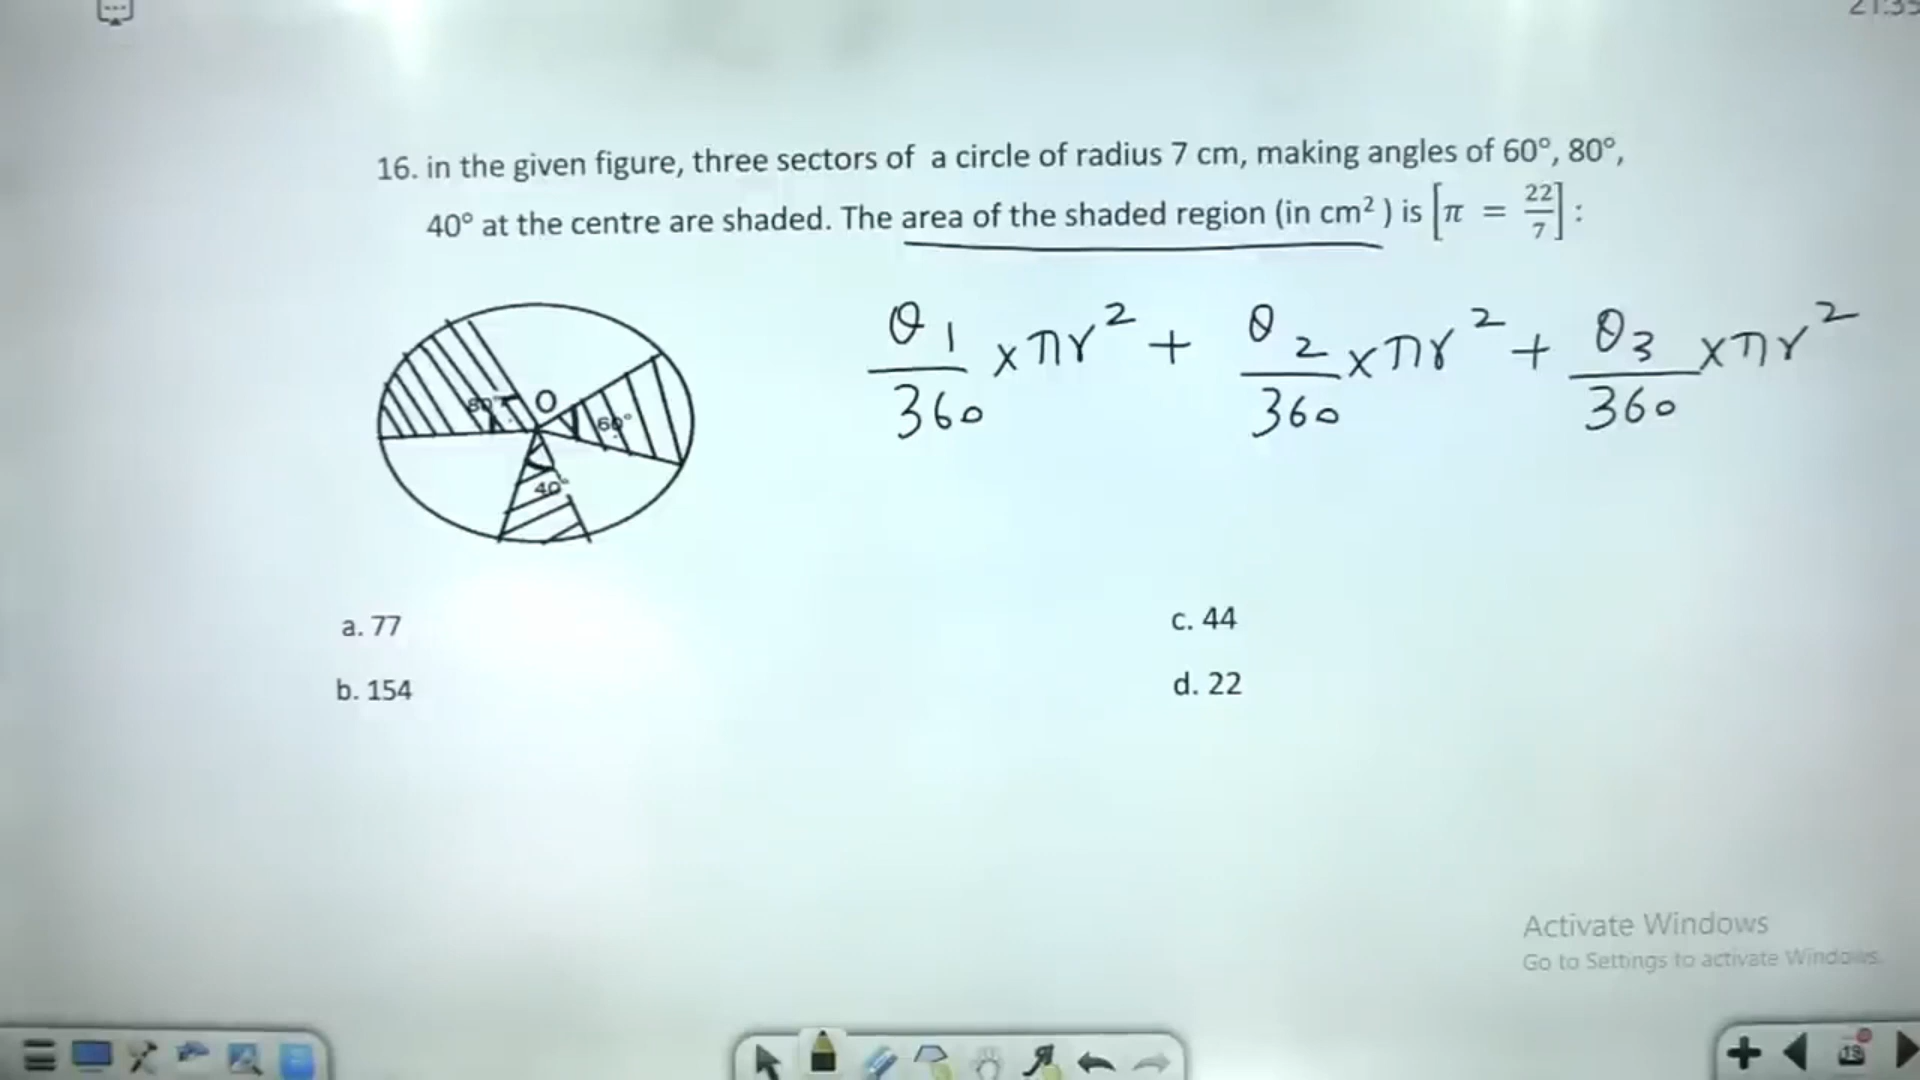 21:35
16. in the given figure, three sectors of a circle of radius 7 cm, making angles of 60°, 80°,
40° at the centre are shaded. The area of the shaded region (in cm²) is [π = 22/7] :
θ1/360 × πr² + θ2/360 × πr² + θ3/360 × πr²
80°
O
60°
40°
a. 77
c. 44
b. 154
d. 22
Activate Windows
Go to Settings to activate Windows.